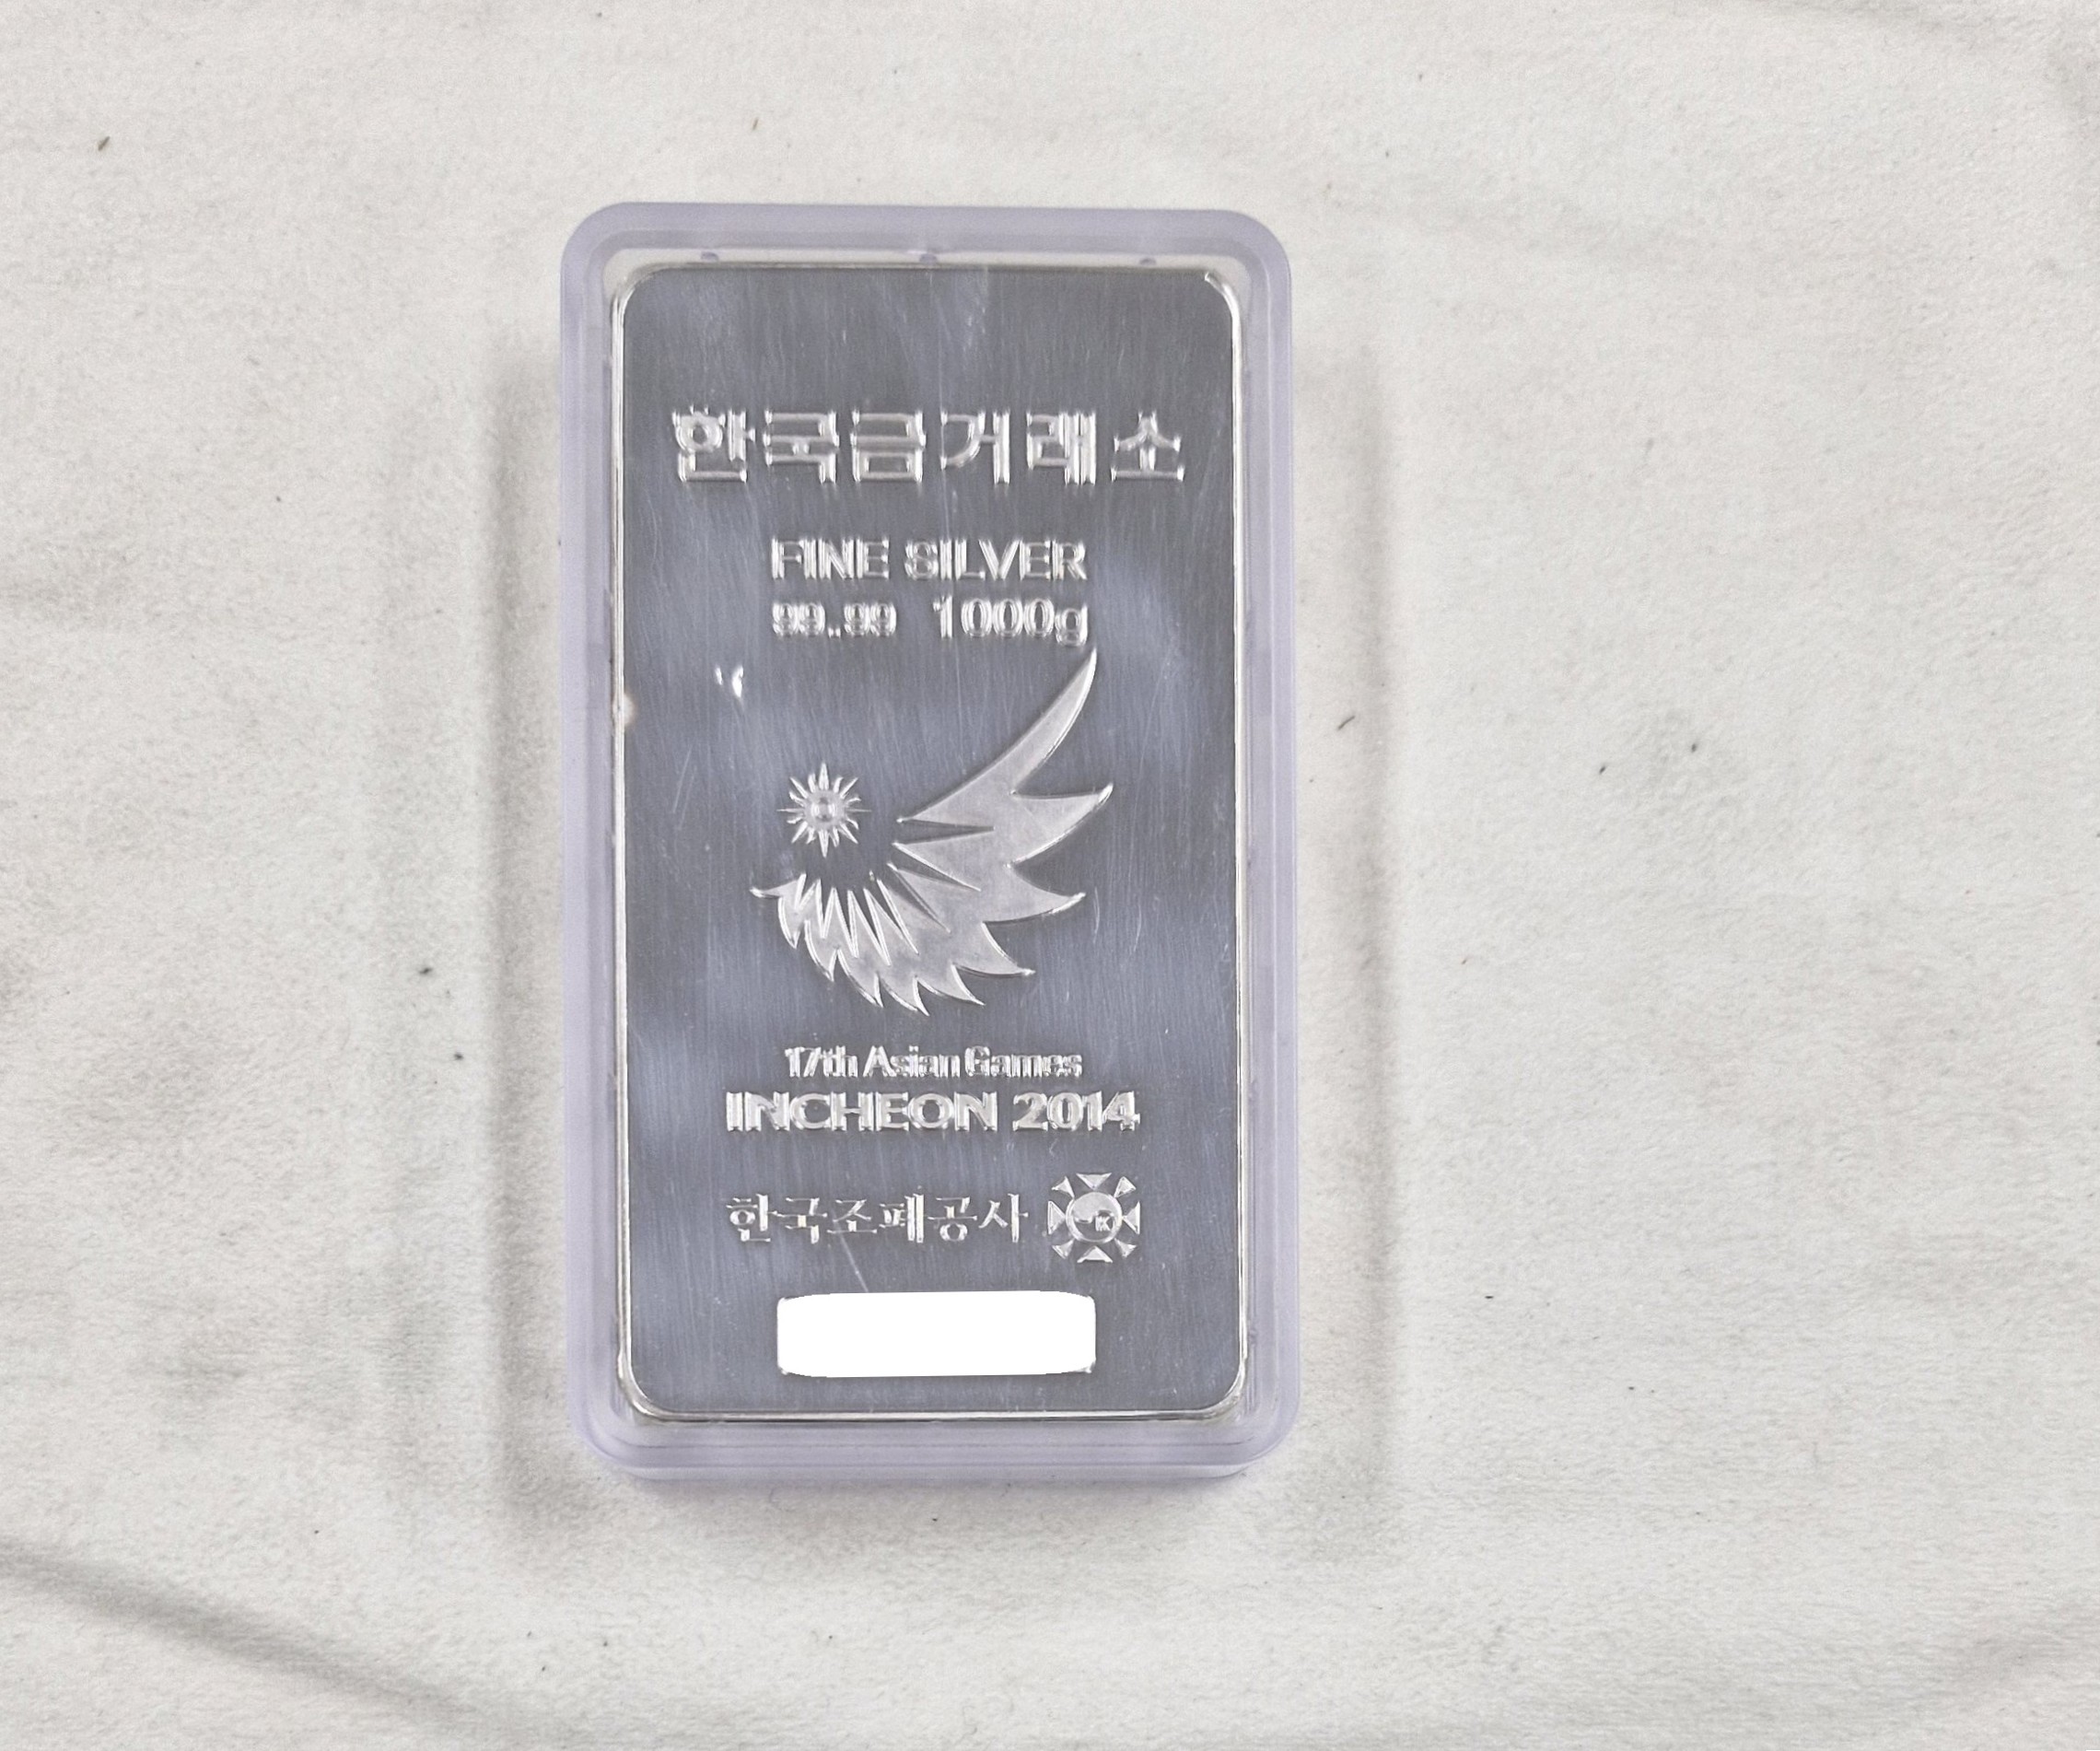 한국금거래소
FINE SILVER
99.99 1000g
17th Asian Games
INCHEON 2014
한국조폐공사 K